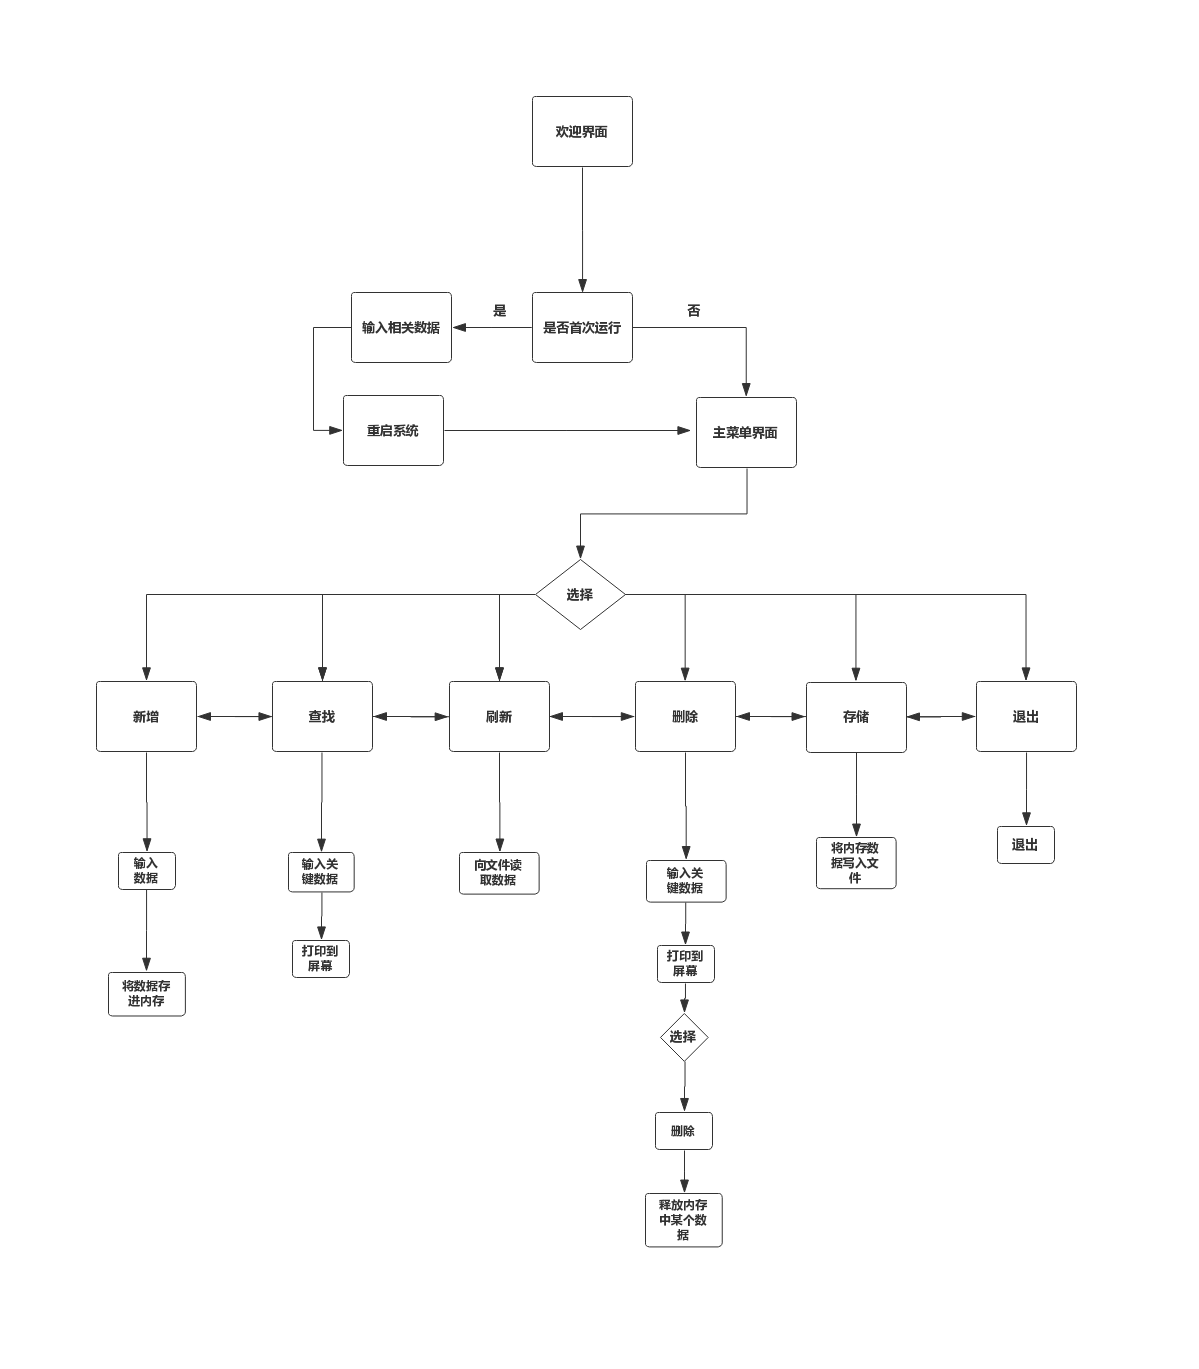 欢迎界面
是
否
输入相关数据
是否首次运行
重启系统
主菜单界面
选择
新增
查找
刷新
删除
存储
退出
输入
数据
输入关
键数据
向文件读
取数据
输入关
键数据
将内存数
据写入文
件
退出
打印到
屏幕
打印到
屏幕
将数据存
进内存
选择
删除
释放内存
中某个数
据